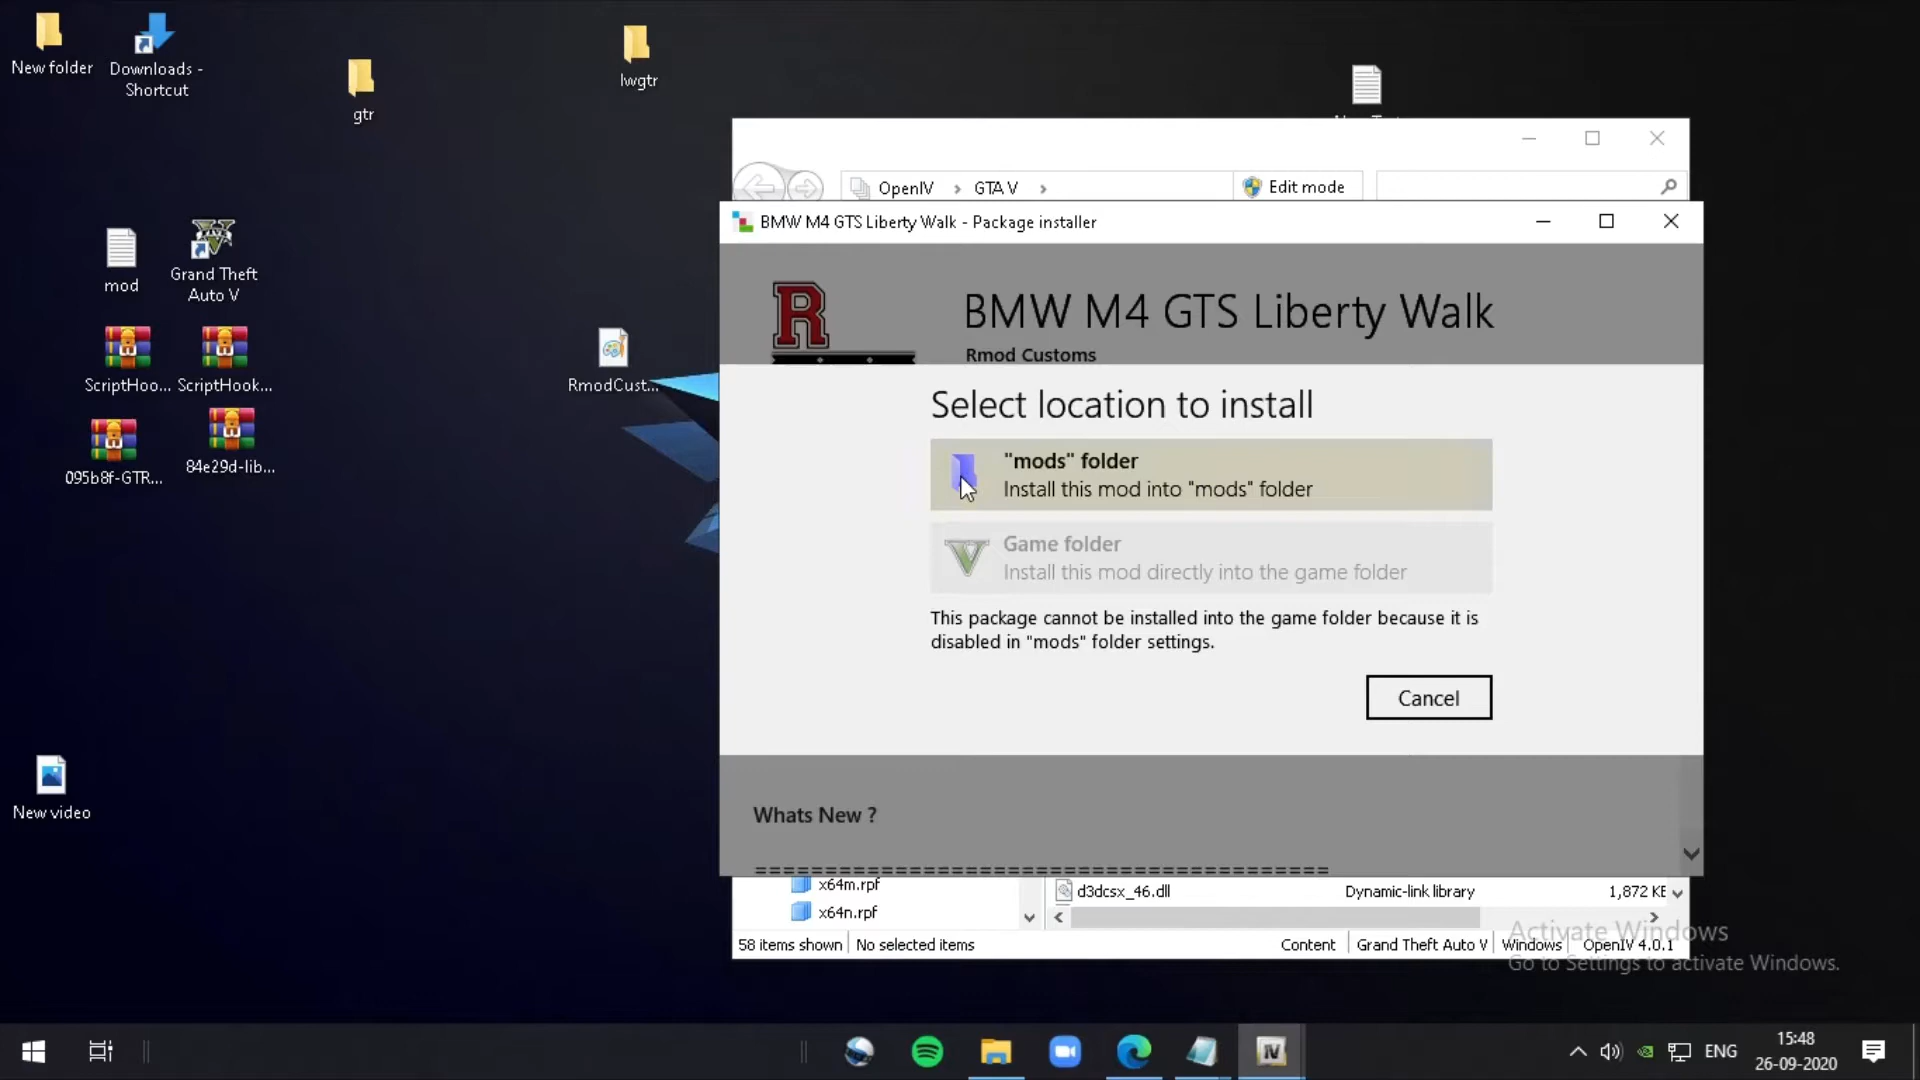 New folder
Downloads -
Shortcut
gtr
lwgtr
mod
Grand Theft
Auto V
ScriptHoo...
ScriptHook...
095b8f-GTR...
84e29d-lib...
RmodCust...
New video
OpenIV
GTA V
Edit mode
BMW M4 GTS Liberty Walk - Package installer
R
BMW M4 GTS Liberty Walk
Rmod Customs
Select location to install
"mods" folder
Install this mod into "mods" folder
V
Game folder
Install this mod directly into the game folder
This package cannot be installed into the game folder because it is
disabled in "mods" folder settings.
Cancel
Whats New ?
==========================================
x64m.rpf
d3dcsx_46.dll
Dynamic-link library
1,872 KE
x64n.rpf
58 items shown
No selected items
Content
Grand Theft Auto V
Windows
OpenIV 4.0.1
Activate Windows
Go to Settings to activate Windows.
IV
ENG
15:48
26-09-2020